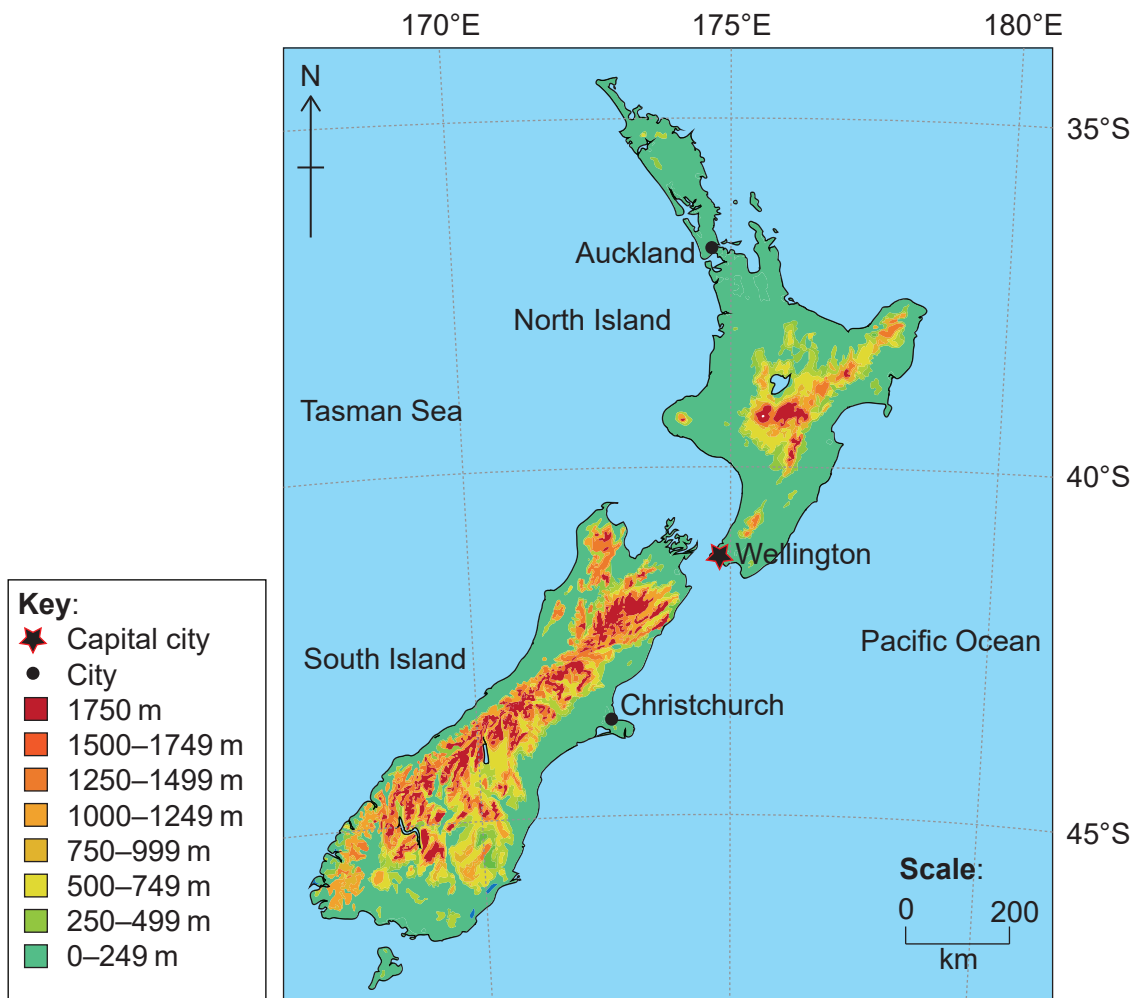 170°E 175°E 180°E
N
35°S
Auckland
North Island
Tasman Sea
40°S
Wellington
Key:
Capital city
South Island
Pacific Ocean
City
Christchurch
1750 m
1500–1749 m
1250–1499 m
1000–1249 m
45°S
750–999 m
500–749 m
Scale:
250–499 m
0 200
0–249 m
km